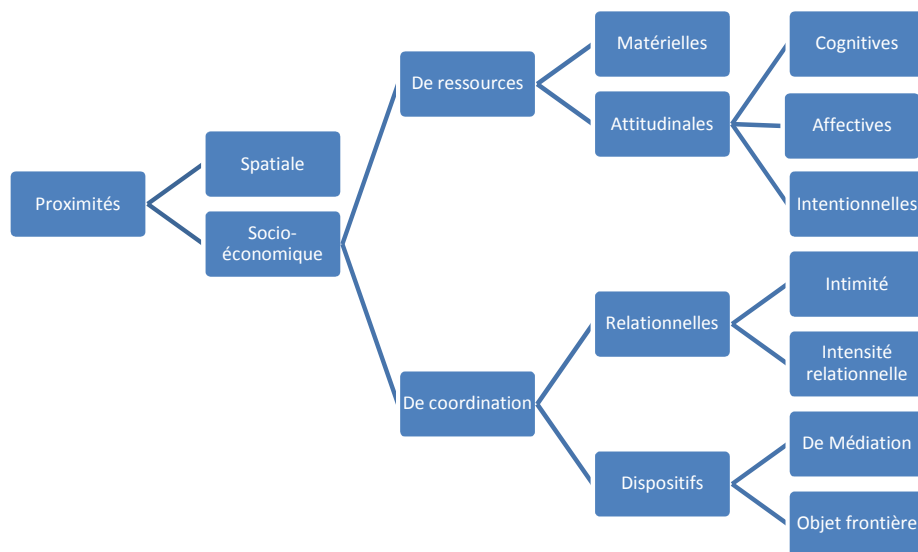 Proximités
Spatiale
Socio-
économique
De ressources
De coordination
Matérielles
Attitudinales
Relationnelles
Dispositifs
Cognitives
Affectives
Intentionnelles
Intimité
Intensité
relationnelle
De Médiation
Objet frontière